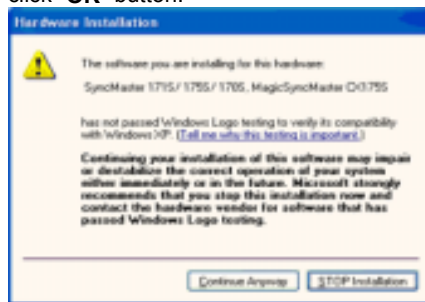 click "OK" button.
Hardware Installation
The software you are installing for this hardware:
SyncMaster 171S/ 175S/ 170S, MagicSyncMaster CX175S
has not passed Windows Logo testing to verify its compatibility
with Windows XP. (Tell me why this testing is important.)
Continuing your installation of this software may impair
or destabilize the correct operation of your system
either immediately or in the future. Microsoft strongly
recommends that you stop this installation now and
contact the hardware vendor for software that has
passed Windows Logo testing.
Continue Anyway
STOP Installation